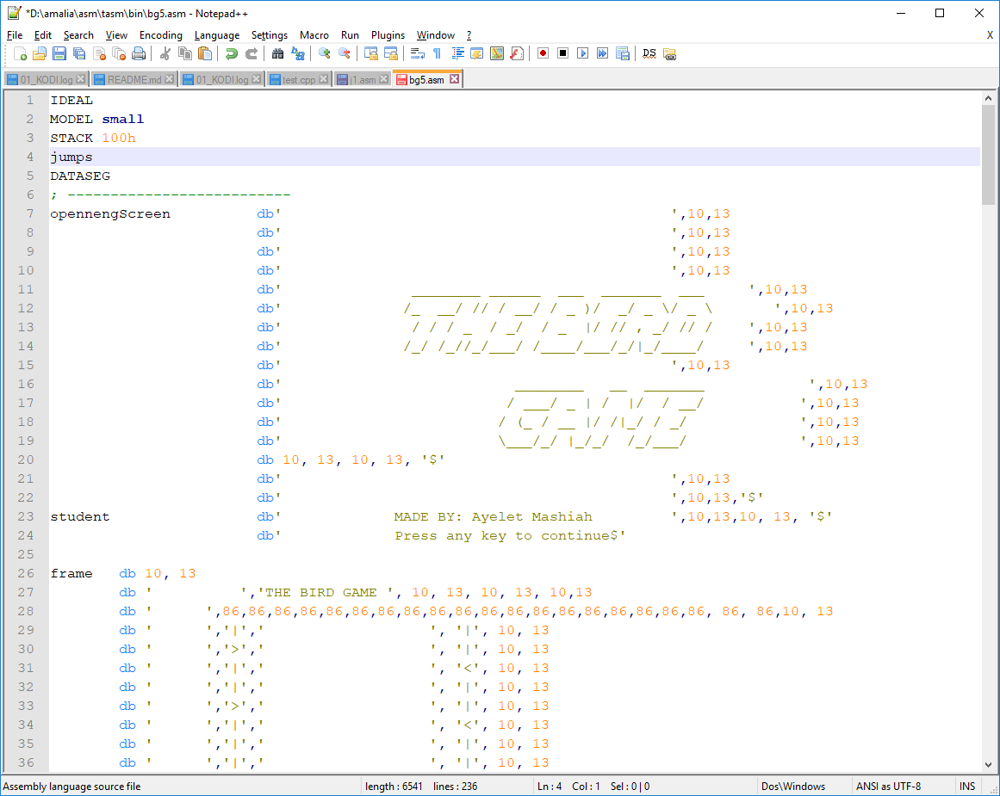 *D:\amalia\asm\tasm\bin\bg5.asm - Notepad++
File Edit Search View Encoding Language Settings Macro Run Plugins Window ? X
01_KODI.log README.md 01_KODI.log test.cpp j1.asm bg5.asm
1 IDEAL
2 MODEL small
3 STACK 100h
4 jumps
5 DATASEG
6 ; --------------------------
7 opennengScreen db' ',10,13
8 db' ',10,13
9 db' ',10,13
10 db' ',10,13
11 db' ________ ______  ___  _______  ___ ',10,13
12 db' /_  __/ // / __/ / _ )/  _/ _ \/ _ \ ',10,13
13 db' / / / _  / _/  / _  |/ // , _/ // / ',10,13
14 db' /_/ /_//_/___/ /____/___/_/|_/____/ ',10,13
15 db' ',10,13
16 db' ________   __  _______ ',10,13
17 db' / ___/ _ | /  |/  / __/ ',10,13
18 db' / (_ / __ |/ /|_/ / _/ ',10,13
19 db' \___/_/ |_/_/  /_/___/ ',10,13
20 db 10, 13, 10, 13, '$'
21 db' ',10,13
22 db' ',10,13,'$'
23 student db' MADE BY: Ayelet Mashiah ',10,13,10, 13, '$'
24 db' Press any key to continue$'
25
26 frame db 10, 13
27 db ' ','THE BIRD GAME ', 10, 13, 10, 13, 10,13
28 db ' ',86,86,86,86,86,86,86,86,86,86,86,86,86,86,86,86,86,86,86, 86, 86,10, 13
29 db ' ','|',' ', '|', 10, 13
30 db ' ','>',' ', '|', 10, 13
31 db ' ','|',' ', '<', 10, 13
32 db ' ','|',' ', '|', 10, 13
33 db ' ','>',' ', '|', 10, 13
34 db ' ','|',' ', '<', 10, 13
35 db ' ','|',' ', '|', 10, 13
36 db ' ','|',' ', '|', 10, 13
Assembly language source file length : 6541 lines : 236 Ln : 4 Col : 1 Sel : 0 | 0 Dos\Windows ANSI as UTF-8 INS